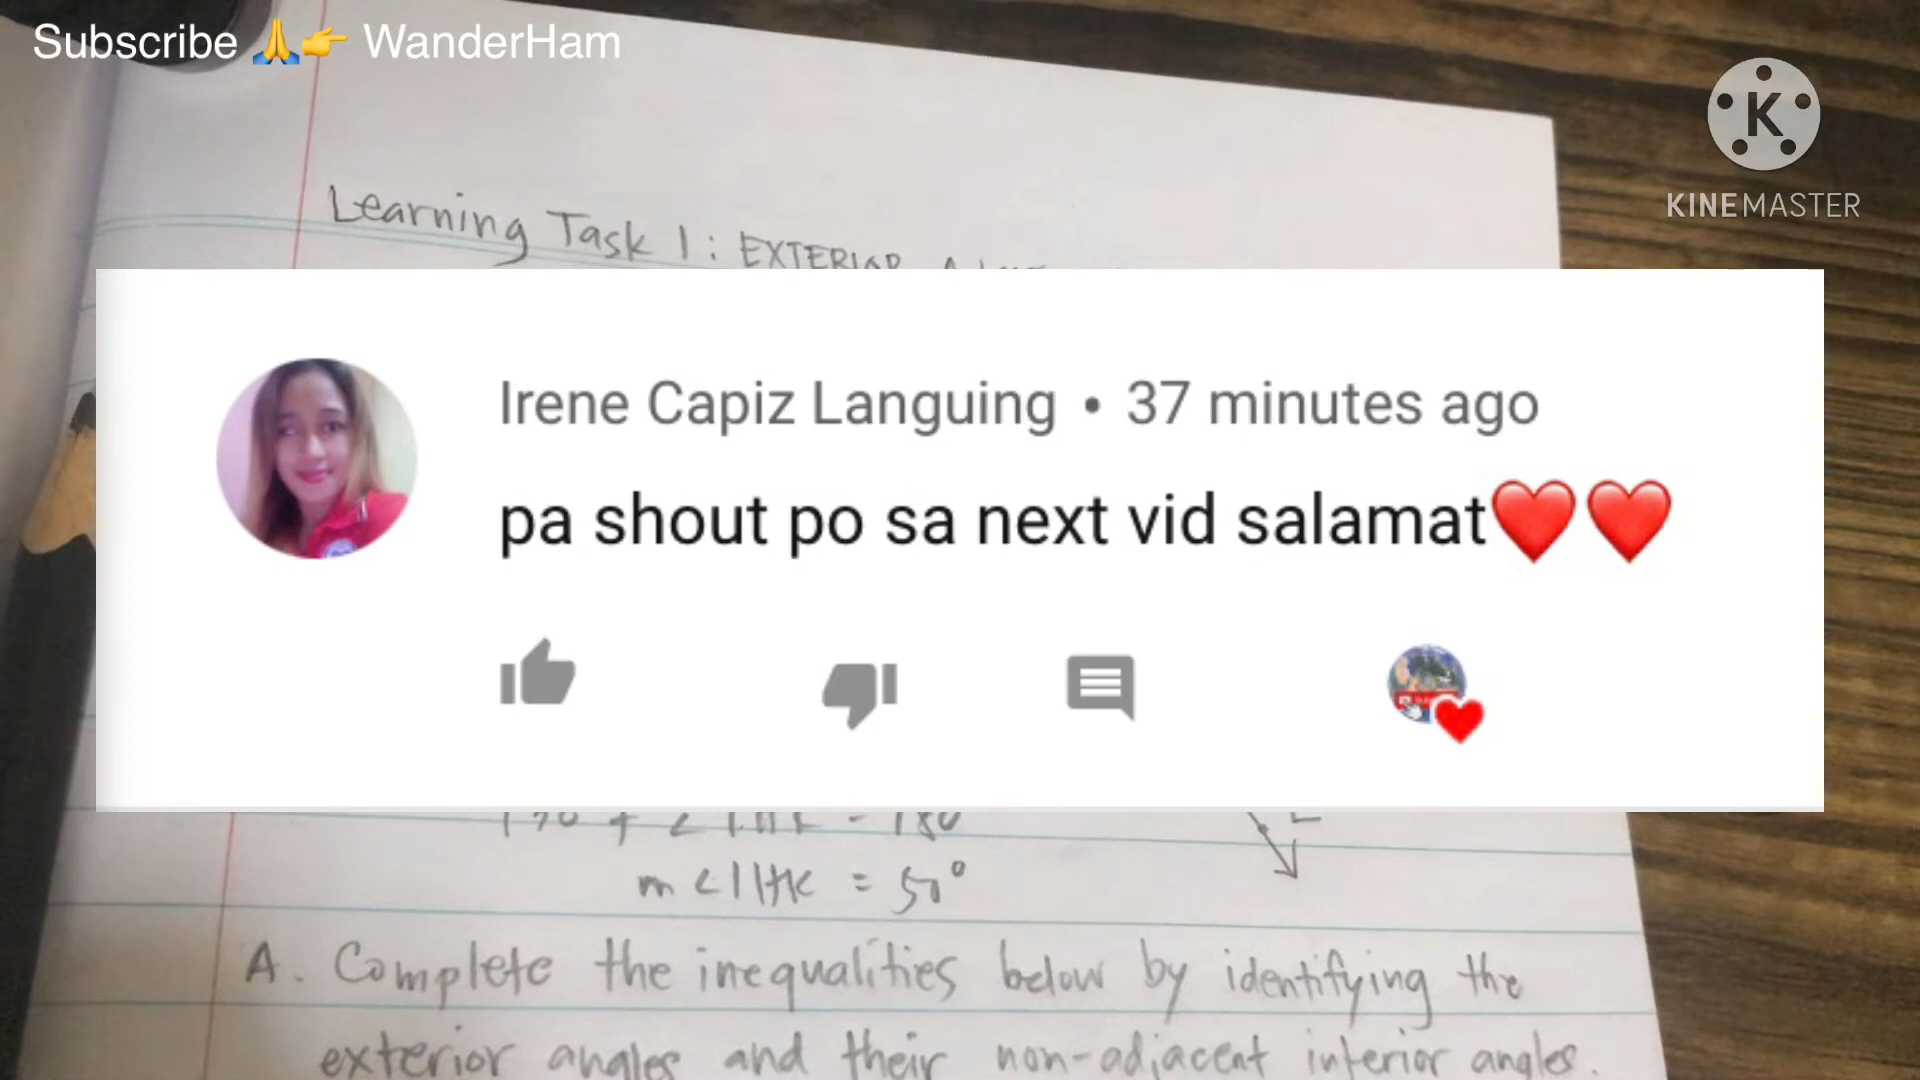 Subscribe 🙏👉 WanderHam
KINEMASTER
Learning Task 1: EXTERIOR
Irene Capiz Languing • 37 minutes ago
pa shout po sa next vid salamat❤️❤️
= 50°
A. Complete the inequalities below by identifying the
exterior angles and their non-adjacent interior angles.